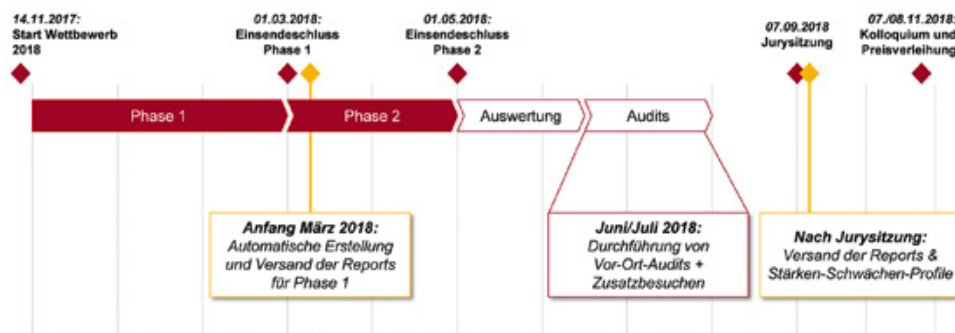 14.11.2017:
Start Wettbewerb
2018
01.03.2018:
Einsendeschluss
Phase 1
01.05.2018:
Einsendeschluss
Phase 2
07.09.2018
Jurysitzung
07./08.11.2018:
Kolloquium und
Preisverleihung
Phase 1
Phase 2
Auswertung
Audits
Anfang März 2018:
Automatische Erstellung
und Versand der Reports
für Phase 1
Juni/Juli 2018:
Durchführung von
Vor-Ort-Audits +
Zusatzbesuchen
Nach Jurysitzung:
Versand der Reports &
Stärken-Schwächen-Profile